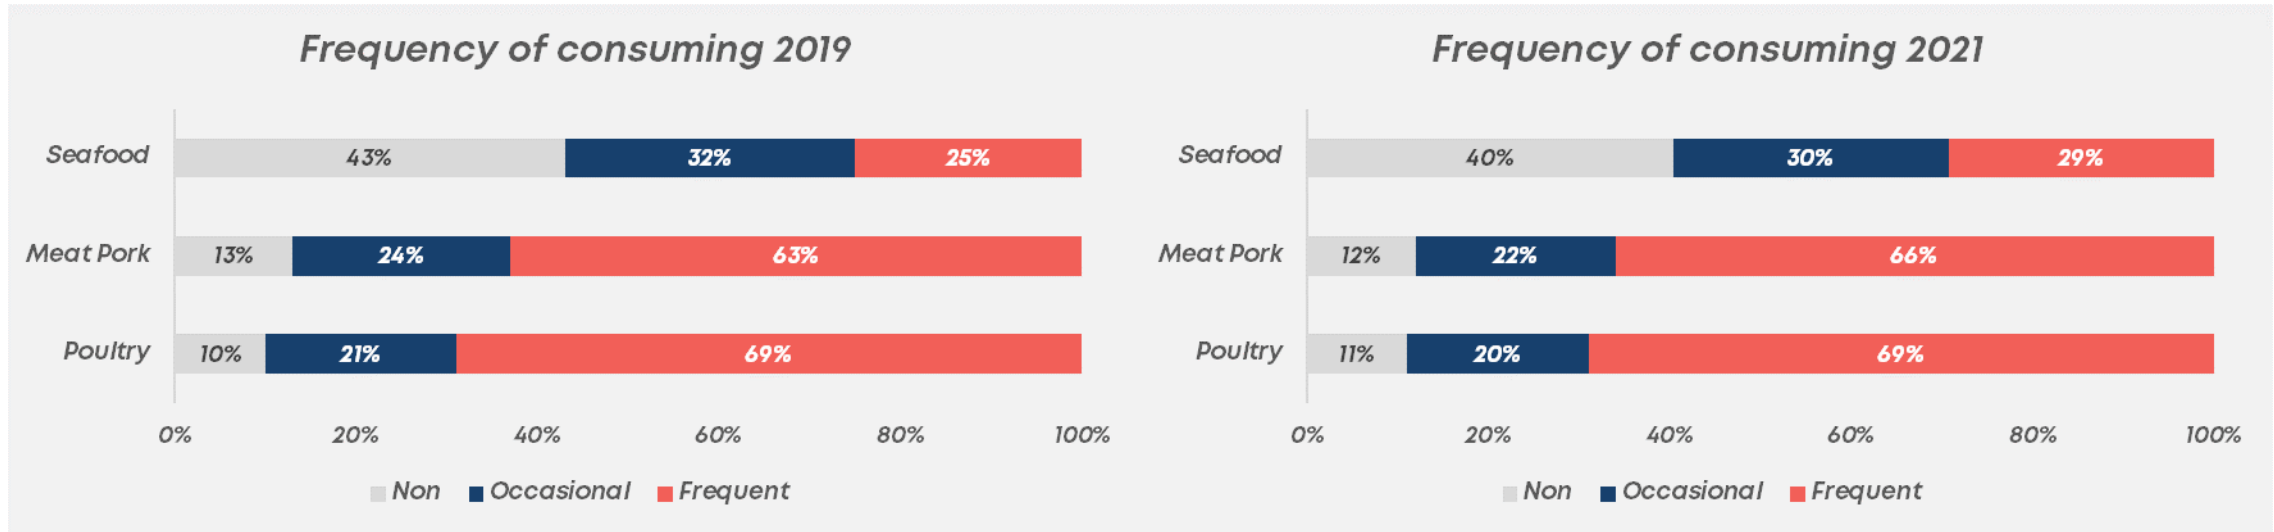 Frequency of consuming 2019
Seafood 43% 32% 25%
Meat Pork 13% 24% 63%
Poultry 10% 21% 69%
0% 20% 40% 60% 80% 100%
Non Occasional Frequent
Frequency of consuming 2021
Seafood 40% 30% 29%
Meat Pork 12% 22% 66%
Poultry 11% 20% 69%
0% 20% 40% 60% 80% 100%
Non Occasional Frequent